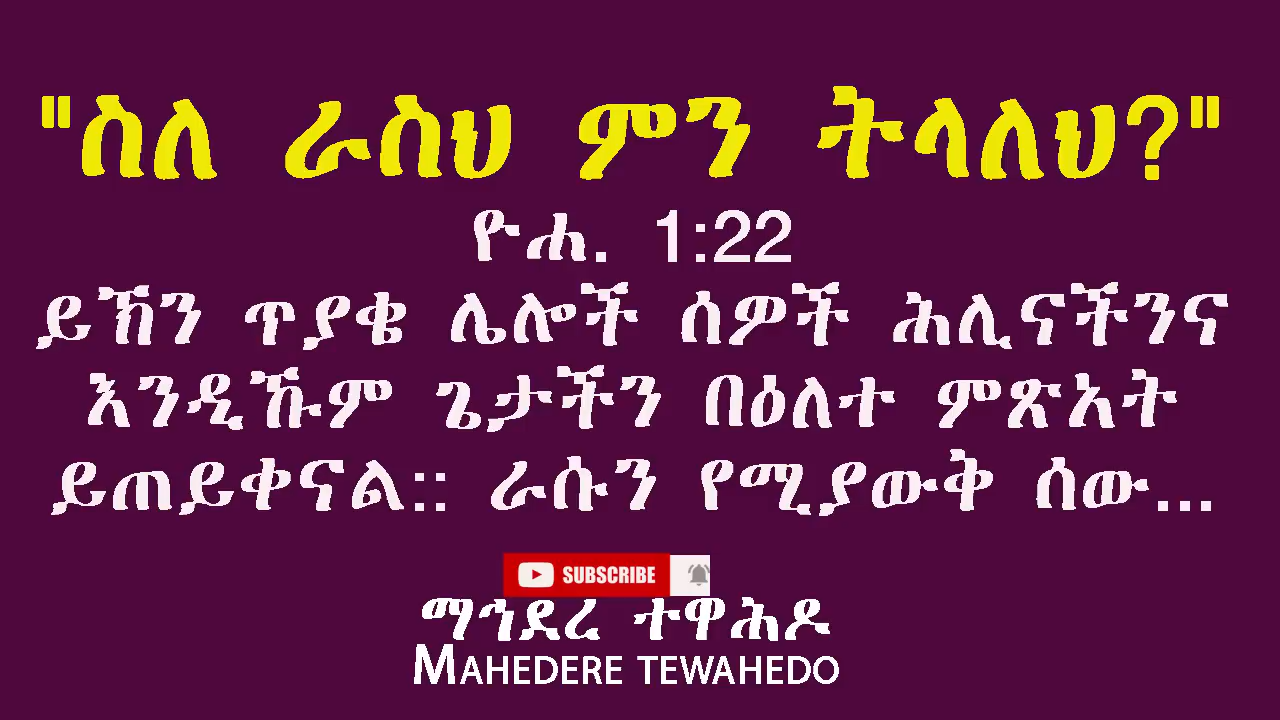 "ስለ ራስህ ምን ትላለህ?"
ዮሐ. 1:22
ይኸን ጥያቄ ሌሎች ሰዎች ሕሊናችንና
እንዲኹም ጌታችን በዕለተ ምጽአት
ይጠይቀናል:: ራሱን የሚያውቅ ሰው...
SUBSCRIBE
ማኅደረ ተዋሕዶ
MAHEDERE TEWAHEDO